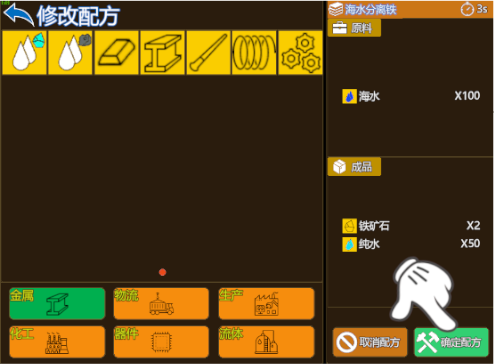 修改配方
海水分离铁
3s
原料
海水 X100
成品
铁矿石 X2
纯水 X50
金属
物流
生产
化工
器件
流体
取消配方
确定配方